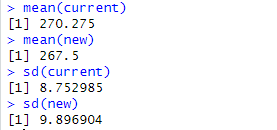 > mean(current)
[1] 270.275
> mean(new)
[1] 267.5
> sd(current)
[1] 8.752985
> sd(new)
[1] 9.896904